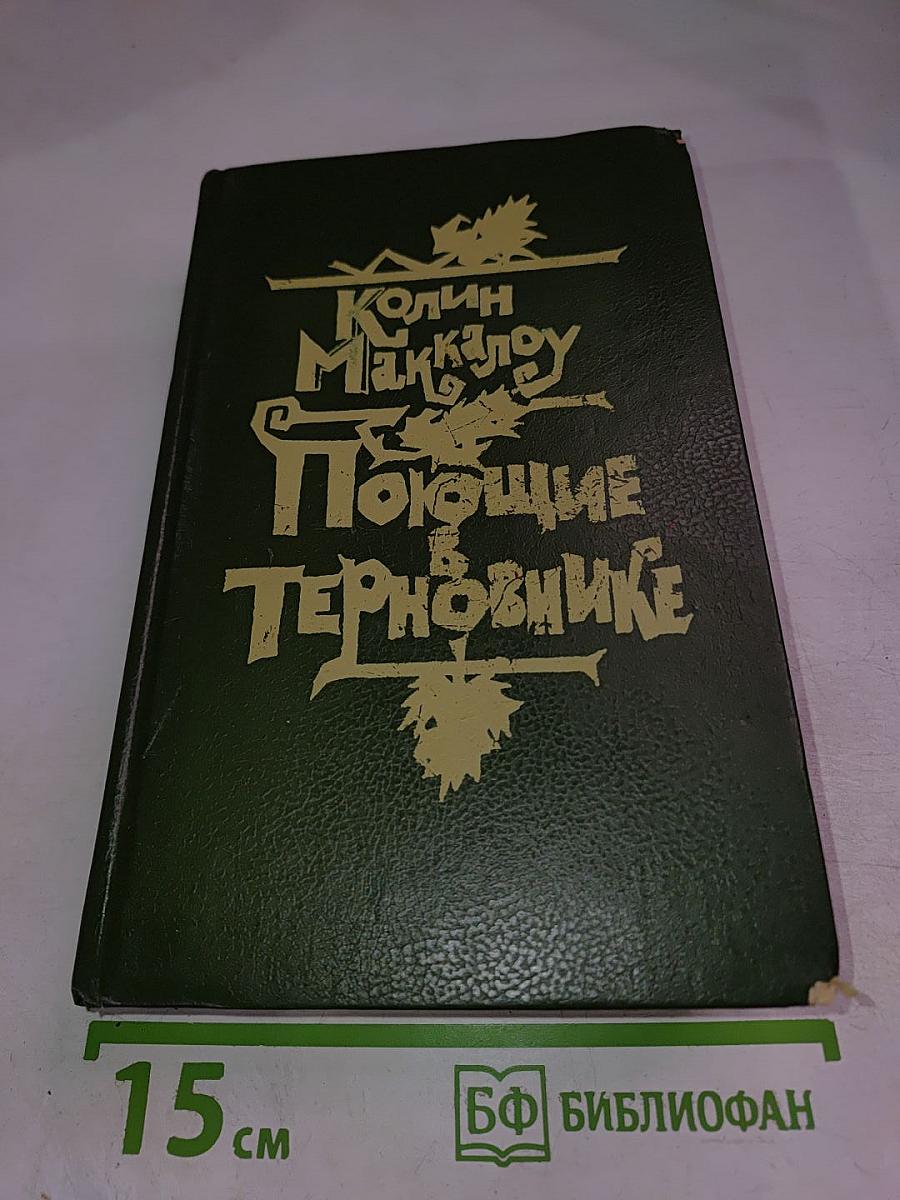 Колин
Маккалоу
Поющие
в
терновнике
15 см
БФ БИБЛИОФАН